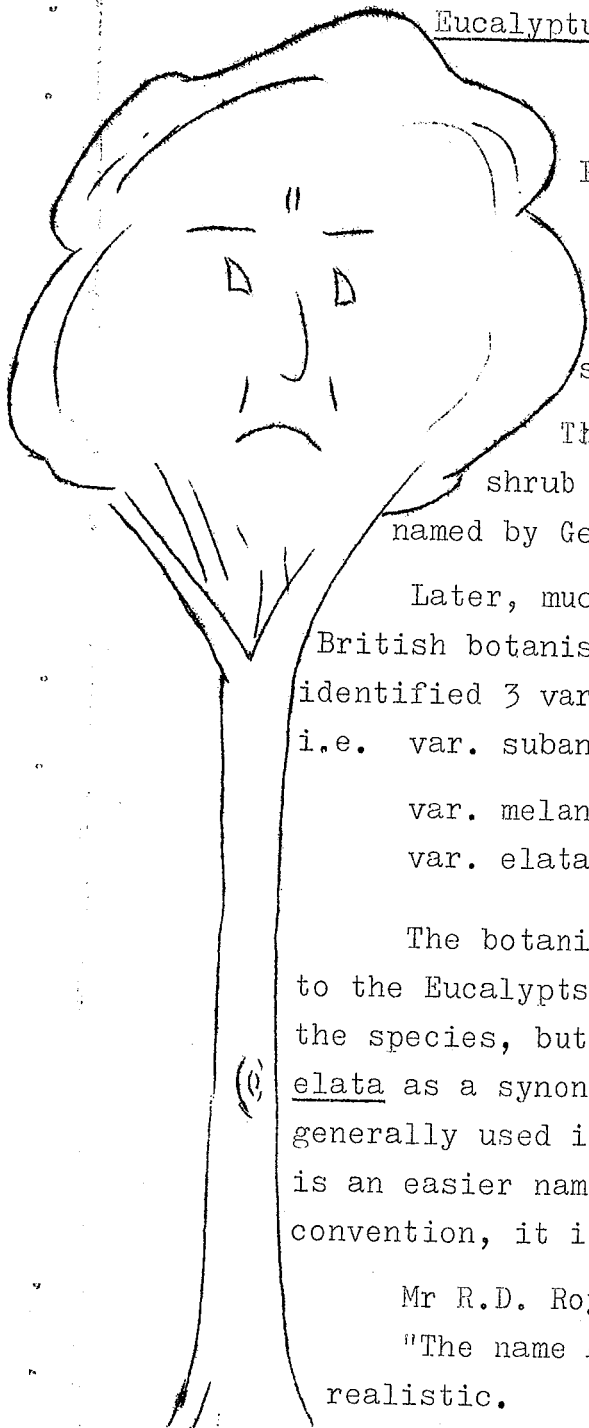 Eucalyptu
s
Th
shrub
named by Ge
Later, muc
British botanis
identified 3 var
i.e. var. suban
var. melan
var. elata
The botani
to the Eucalypts
the species, but
elata as a synon
generally used i
is an easier nam
convention, it i
Mr R.D. Ro
"The name
realistic.